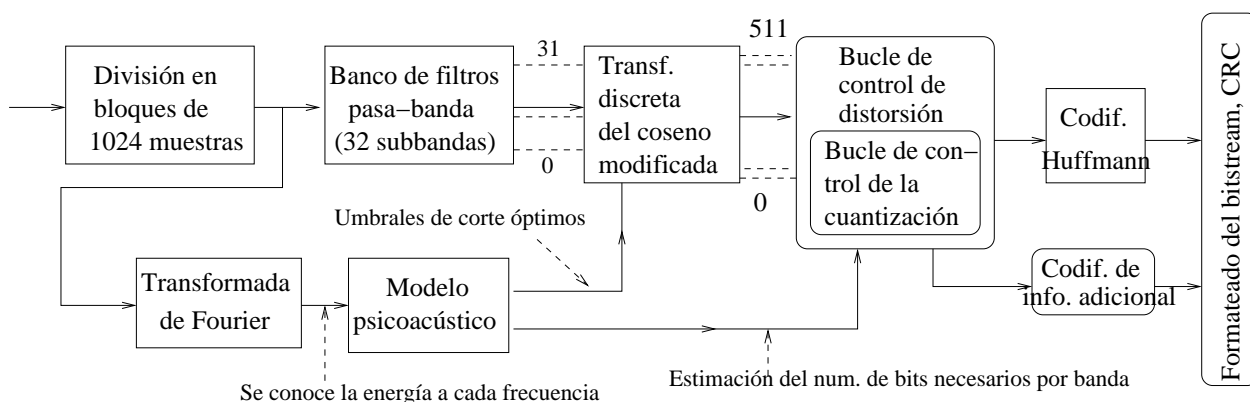 División en
bloques de
1024 muestras
Banco de filtros
pasa−banda
(32 subbandas)
31
0
Transf.
discreta
del coseno
modificada
511
0
Bucle de
control de
distorsión
Bucle de con−
trol de la
cuantización
Codif.
Huffmann
Codif. de
info. adicional
Formateado del bitstream, CRC
Umbrales de corte óptimos
Transformada
de Fourier
Modelo
psicoacústico
Se conoce la energía a cada frecuencia
Estimación del num. de bits necesarios por banda